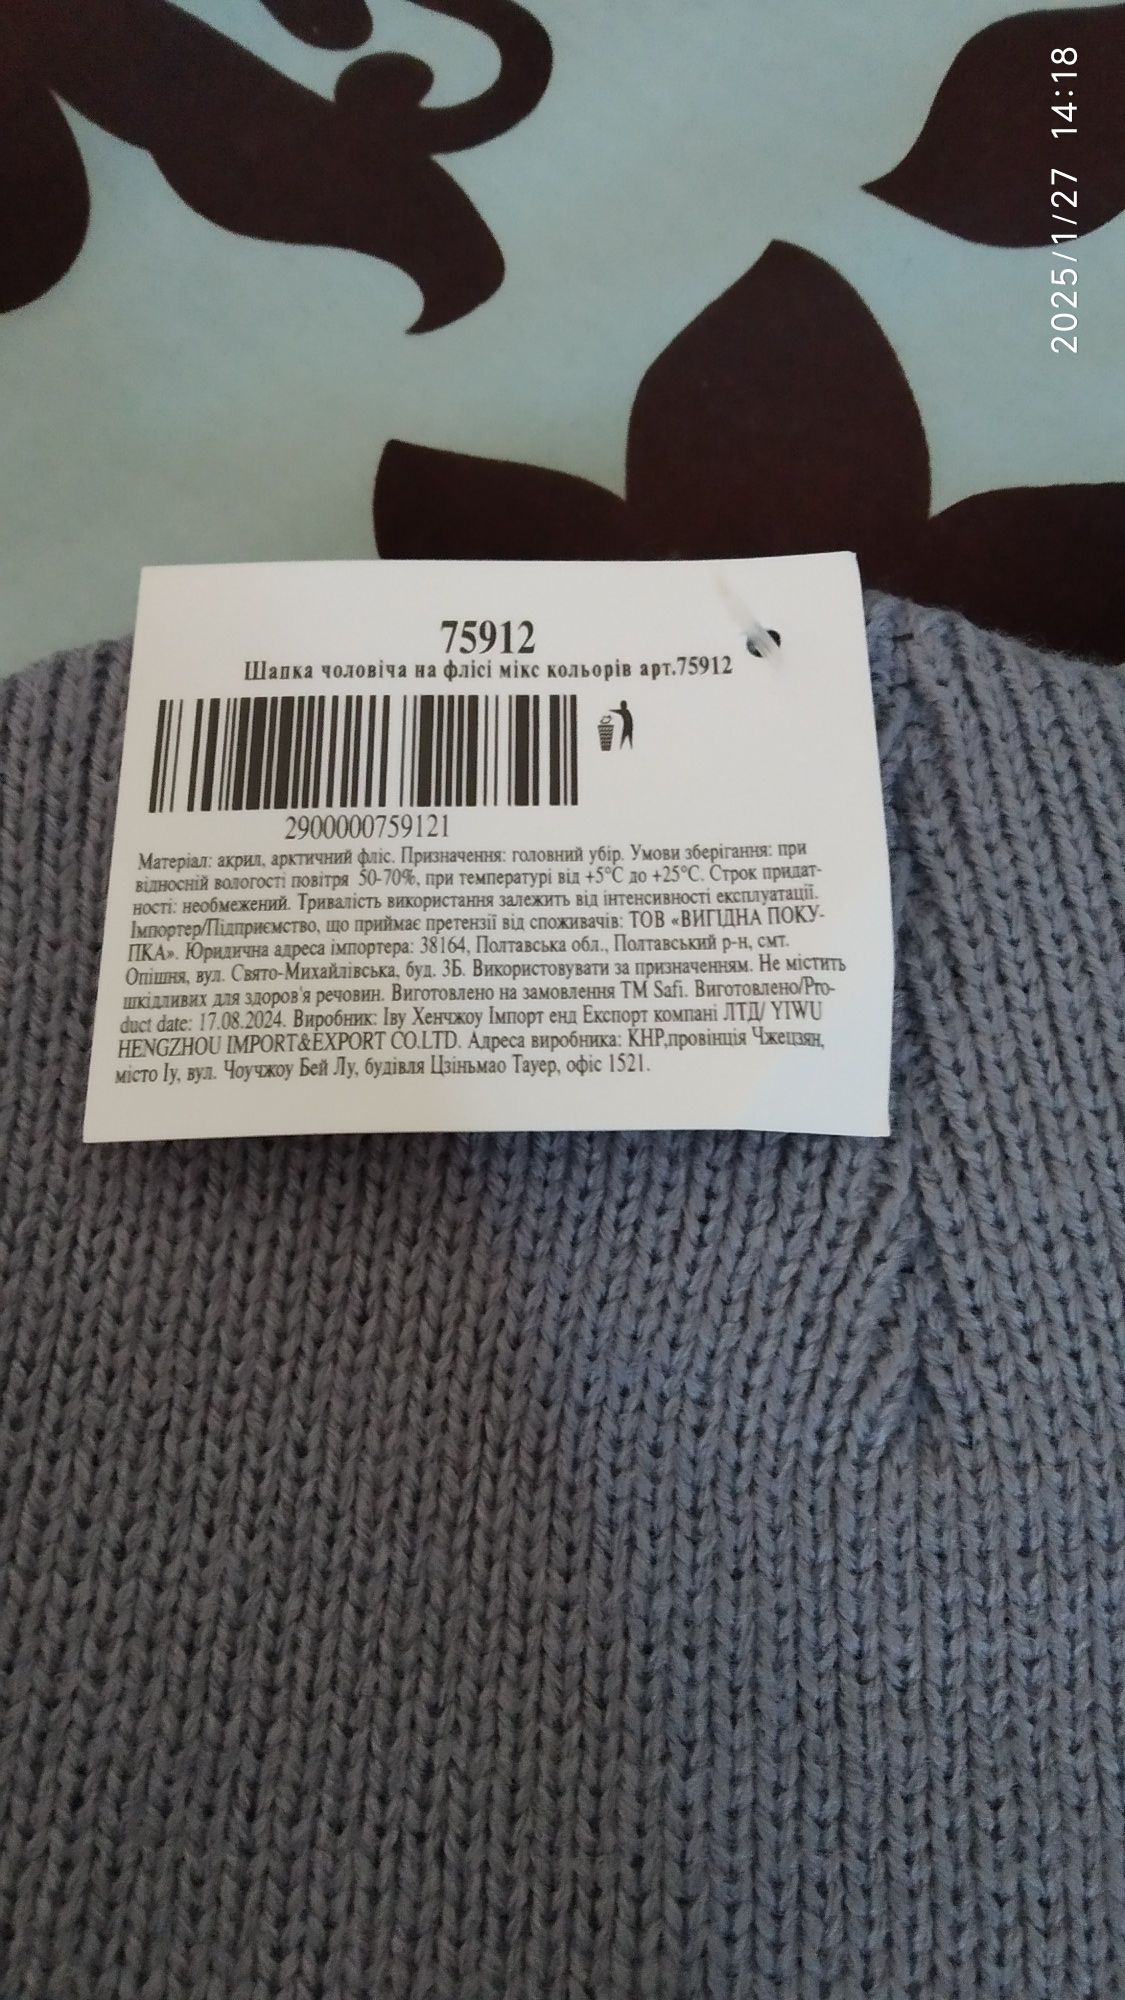 2025/1/27 14:18
75912
Шапка чоловіча на флісі мікс кольорів арт.75912
2900000759121
Матеріал: акрил, арктичний фліс. Призначення: головний убір. Умови зберігання: при
відносній вологості повітря 50-70%, при температурі від +5°C до +25°C. Строк придат-
ності: необмежений. Тривалість використання залежить від інтенсивності експлуатації.
Імпортер/Підприємство, що приймає претензії від споживачів: ТОВ «ВИГІДНА ПОКУ-
ПКА». Юридична адреса імпортера: 38164, Полтавська обл., Полтавський р-н, смт.
Опішня, вул. Свято-Михайлівська, буд. 3Б. Використовувати за призначенням. Не містить
шкідливих для здоров'я речовин. Виготовлено на замовлення ТМ Safi. Виготовлено/Pro-
duct date: 17.08.2024. Виробник: Іву Хенчжоу Імпорт енд Експорт компані ЛТД/ YIWU
HENGZHOU IMPORT&EXPORT CO.LTD. Адреса виробника: КНР,провінція Чжецзян,
місто Іу, вул. Чоучжоу Бей Лу, будівля Цзіньмао Тауер, офіс 1521.